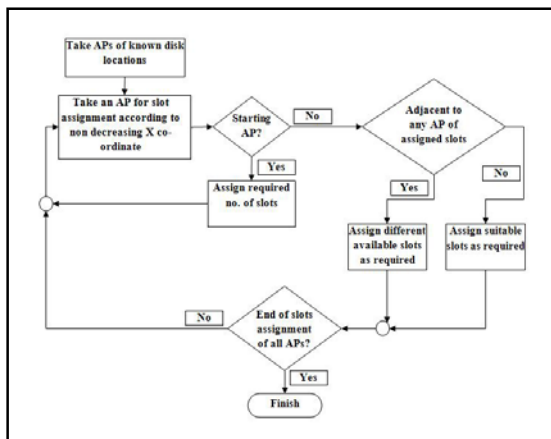 Take APs of known disk
locations
Take an AP for slot
assignment according to
non decreasing X co-
ordinate
Starting
AP?
No
Adjacent to
any AP of
assigned slots
Yes
Assign required
no. of slots
Yes
No
Assign different
available slots
as required
Assign suitable
slots as required
End of slots
assignment
of all APs?
No
Yes
Finish